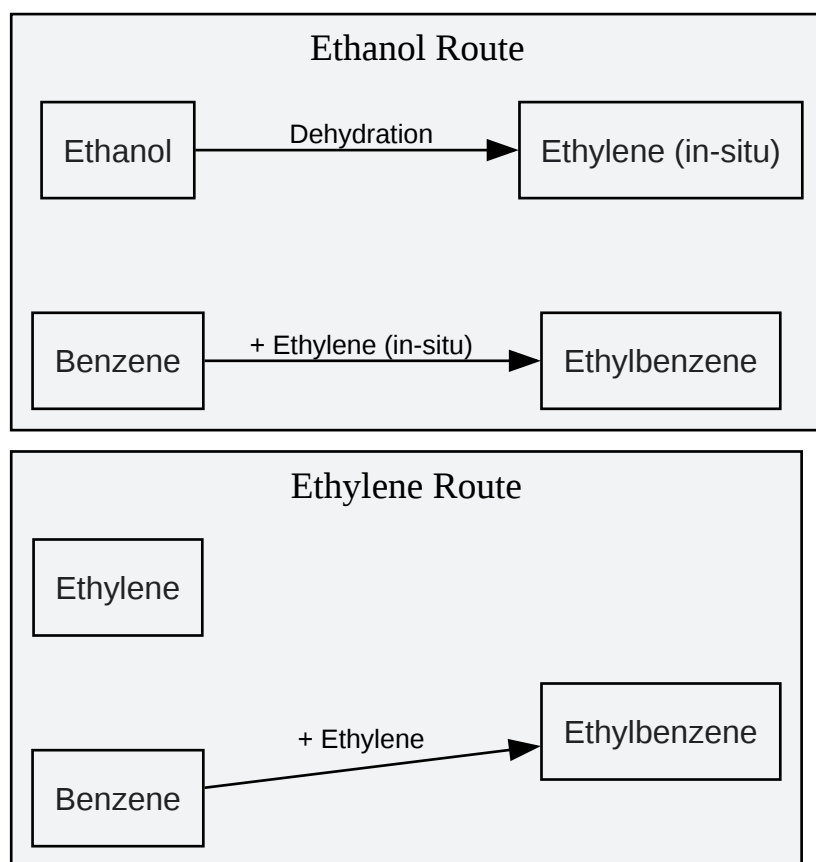 Ethanol Route
Ethanol
Dehydration
Ethylene (in-situ)
Benzene
+ Ethylene (in-situ)
Ethylbenzene
Ethylene Route
Ethylene
Benzene
+ Ethylene
Ethylbenzene